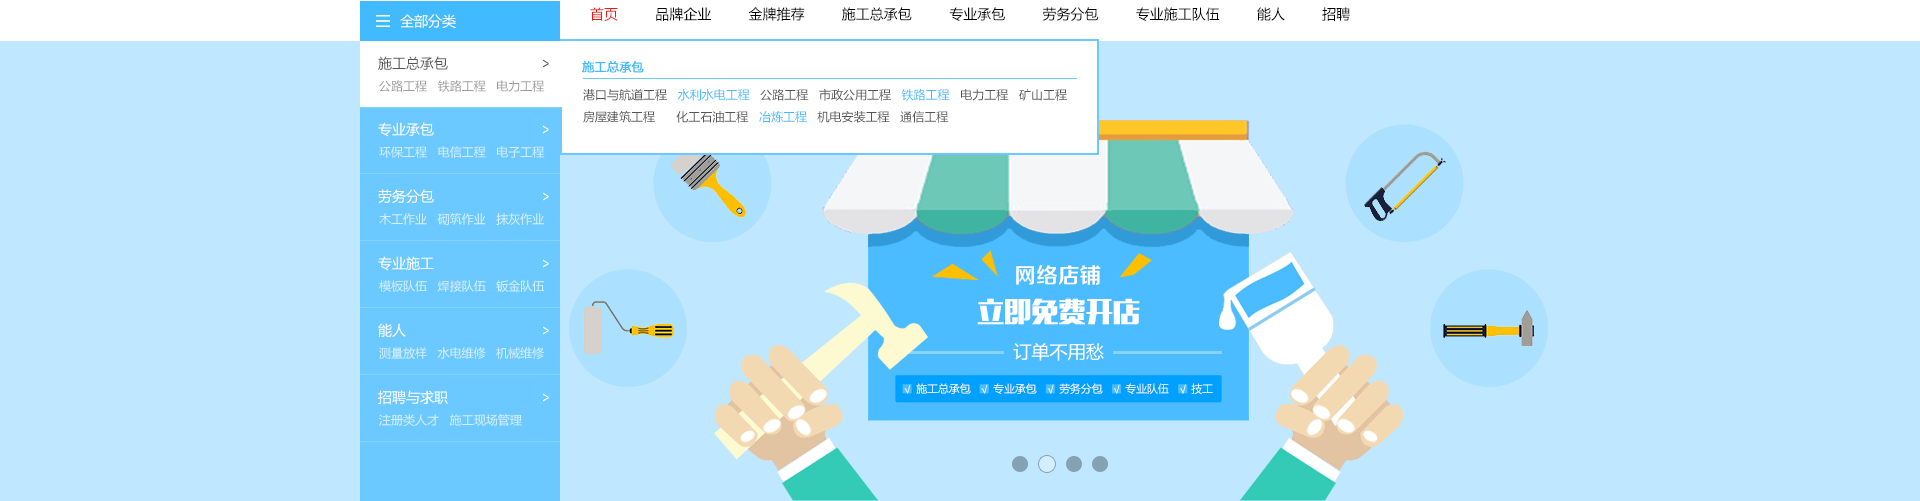 全部分类
首页 品牌企业 金牌推荐 施工总承包 专业承包 劳务分包 专业施工队伍 能人 招聘
施工总承包 >
公路工程 铁路工程 电力工程
专业承包 >
环保工程 电信工程 电子工程
劳务分包 >
木工作业 砌筑作业 抹灰作业
专业施工 >
模板队伍 焊接队伍 钣金队伍
能人 >
测量放样 水电维修 机械维修
招聘与求职 >
注册类人才 施工现场管理
施工总承包
港口与航道工程 水利水电工程 公路工程 市政公用工程 铁路工程 电力工程 矿山工程
房屋建筑工程 化工石油工程 冶炼工程 机电安装工程 通信工程
网络店铺
立即免费开店
订单不用愁
√ 施工总承包 √ 专业承包 √ 劳务分包 √ 专业队伍 √ 技工